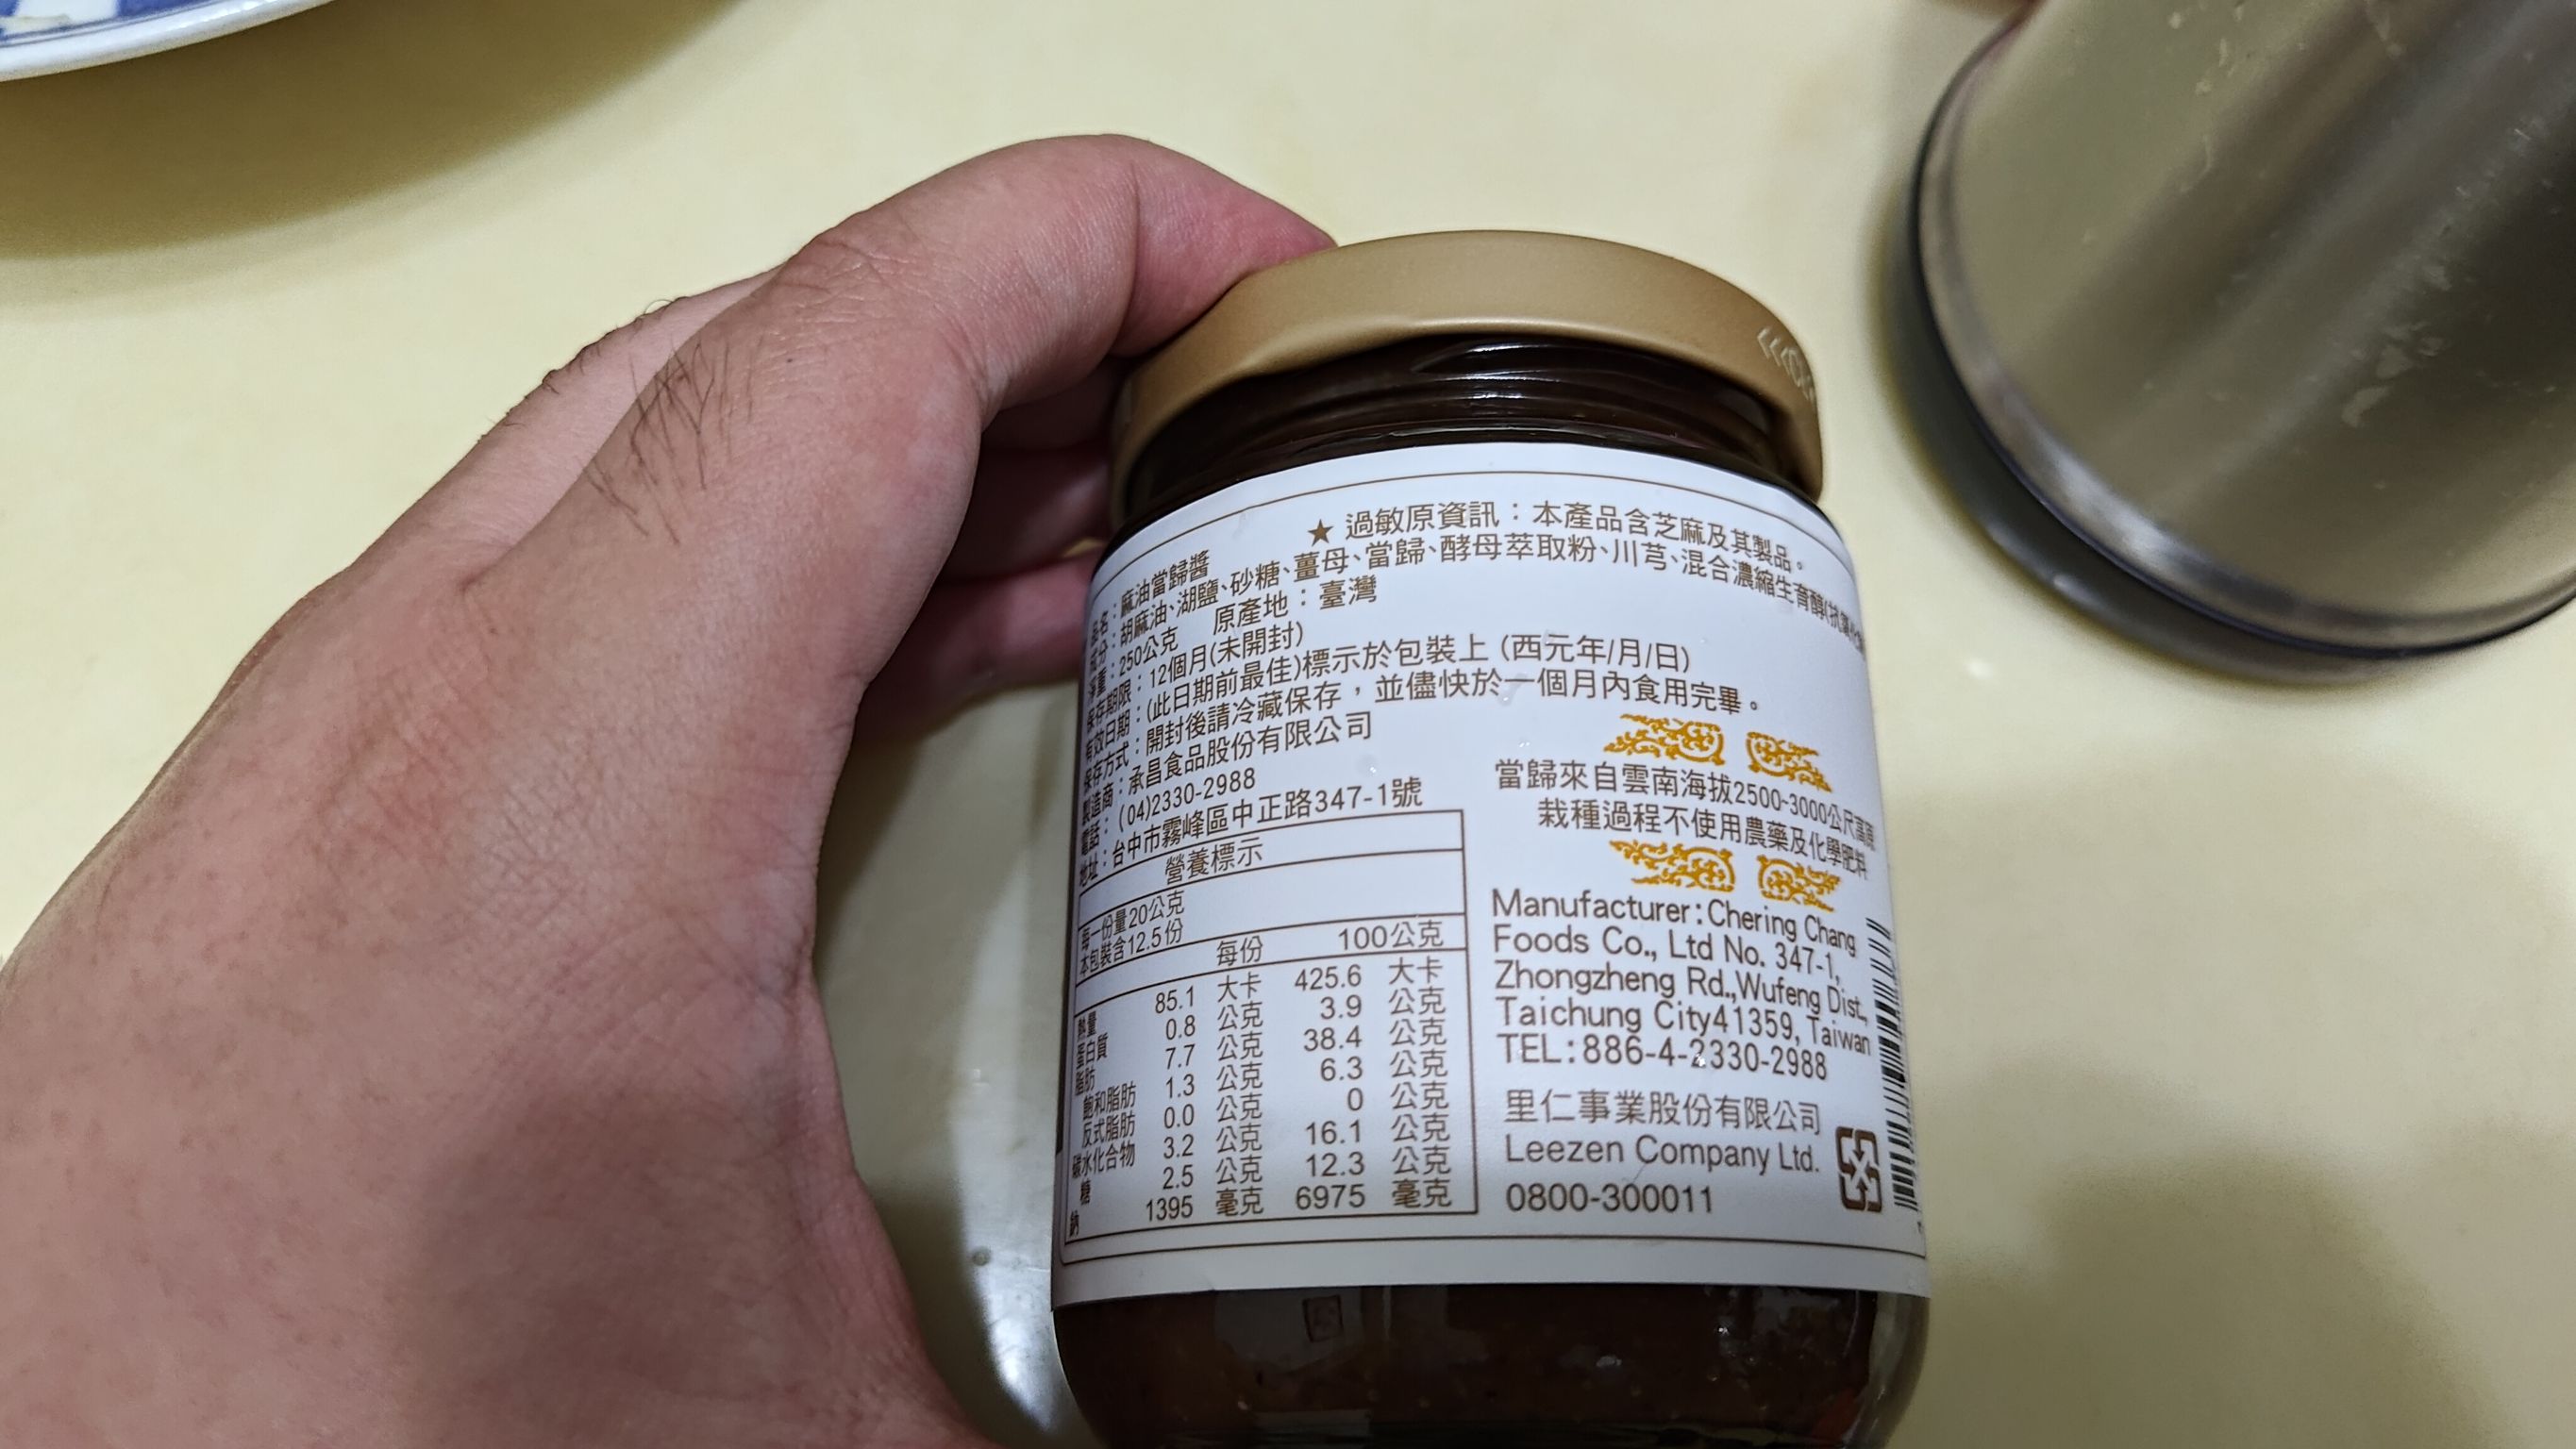 ★ 過敏原資訊：本產品含芝麻及其製品。
品名：麻油當歸醬
成分：胡麻油、湖鹽、砂糖、薑母、當歸、酵母萃取粉、川芎、混合濃縮生育醇
淨重：250公克 原產地：臺灣
保存期限：12個月(未開封)
有效日期：(此日期前最佳)標示於包裝上 (西元年/月/日)
保存方式：開封後請冷藏保存，並儘快於一個月內食用完畢。
製造商：承昌食品股份有限公司
電話：(04)2330-2988
地址：台中市霧峰區中正路347-1號
營養標示
每一份量20公克
本包裝含12.5份
每份 100公克
熱量 85.1 大卡 425.6 大卡
蛋白質 0.8 公克 3.9 公克
脂肪 7.7 公克 38.4 公克
飽和脂肪 1.3 公克 6.3 公克
反式脂肪 0.0 公克 0 公克
碳水化合物 3.2 公克 16.1 公克
糖 2.5 公克 12.3 公克
鈉 1395 毫克 6975 毫克
當歸來自雲南海拔2500-3000公尺高原
栽種過程不使用農藥及化學肥料
Manufacturer:Chering Chang
Foods Co., Ltd No. 347-1,
Zhongzheng Rd.,Wufeng Dist.,
Taichung City41359, Taiwan
TEL:886-4-2330-2988
里仁事業股份有限公司
Leezen Company Ltd.
0800-300011